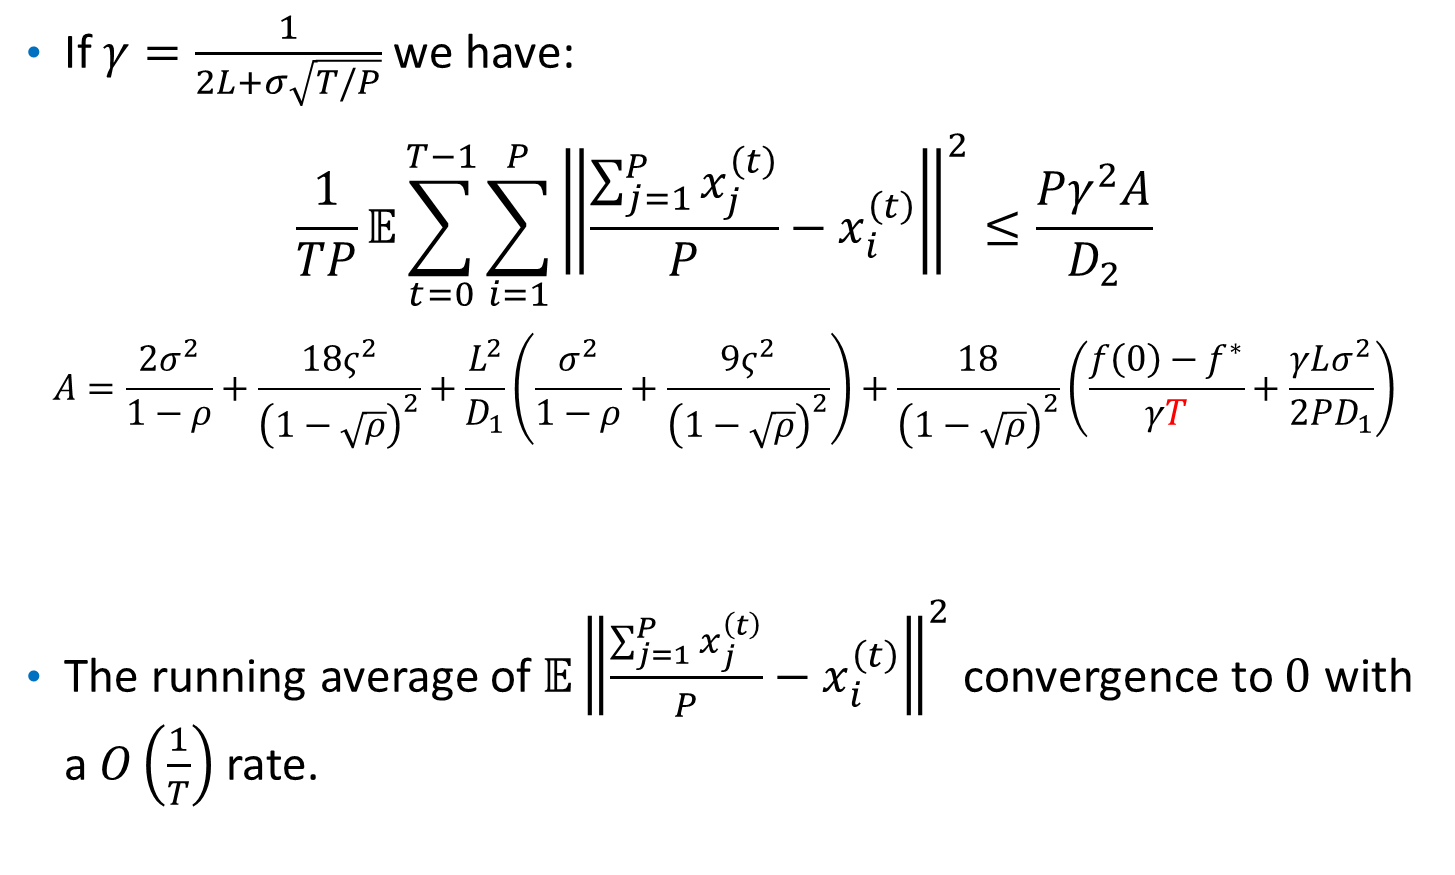 • If 𝛾 = 1/(2𝐿+𝜎√(𝑇/𝑃)) we have:
1/(𝑇𝑃) 𝔼 ∑_{𝑡=0}^{𝑇−1} ∑_{𝑖=1}^{𝑃} ‖(∑_{𝑗=1}^{𝑃} 𝑥_𝑗^{(𝑡)})/𝑃 − 𝑥_𝑖^{(𝑡)}‖² ≤ (𝑃𝛾²𝐴)/𝐷₂
𝐴 = 2𝜎²/(1 − 𝜌) + 18𝜍²/(1 − √𝜌)² + 𝐿²/𝐷₁ (𝜎²/(1 − 𝜌) + 9𝜍²/(1 − √𝜌)²) + 18/(1 − √𝜌)² ((𝑓(0) − 𝑓*)/(𝛾𝑇) + 𝛾𝐿𝜎²/(2𝑃𝐷₁))
• The running average of 𝔼 ‖(∑_{𝑗=1}^{𝑃} 𝑥_𝑗^{(𝑡)})/𝑃 − 𝑥_𝑖^{(𝑡)}‖² convergence to 0 with
a 𝑂(1/𝑇) rate.